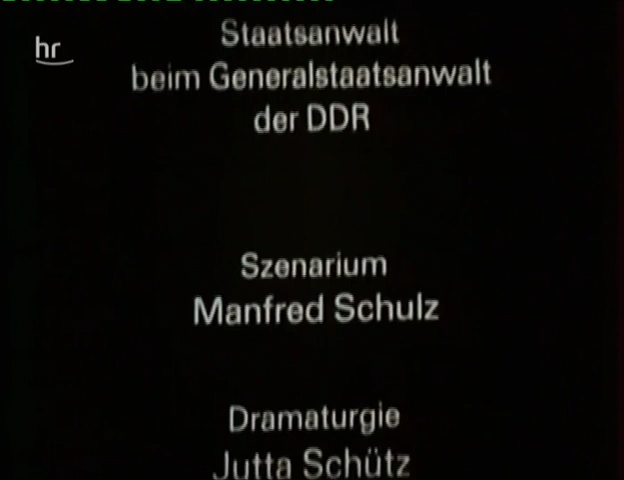 hr
Staatsanwalt
beim Generalstaatsanwalt
der DDR
Szenarium
Manfred Schulz
Dramaturgie
Jutta Schütz